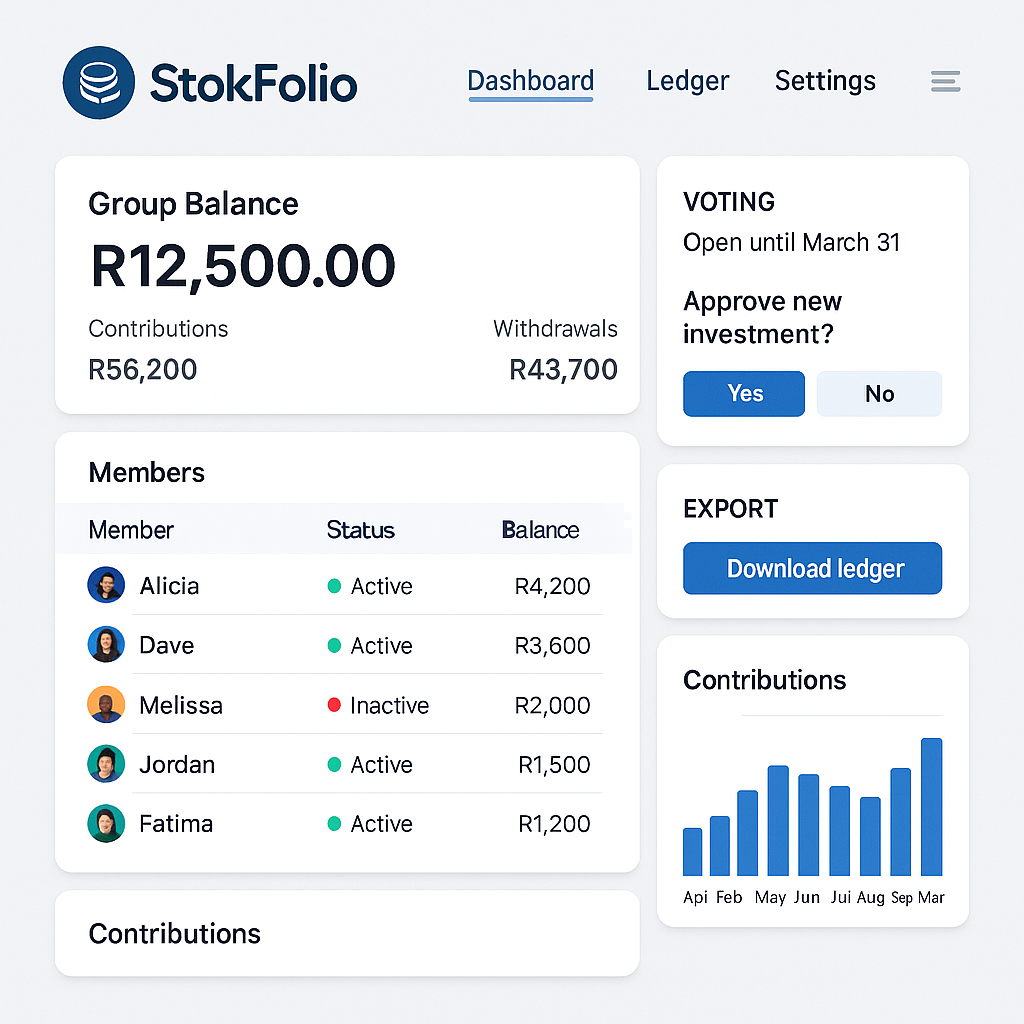 StokFolio
Dashboard Ledger Settings
Group Balance
R12,500.00
Contributions Withdrawals
R56,200 R43,700
VOTING
Open until March 31
Approve new
investment?
Yes No
Members
Member Status Balance
Alicia Active R4,200
Dave Active R3,600
Melissa Inactive R2,000
Jordan Active R1,500
Fatima Active R1,200
EXPORT
Download ledger
Contributions
Api Feb May Jun Jui Aug Sep Mar
Contributions